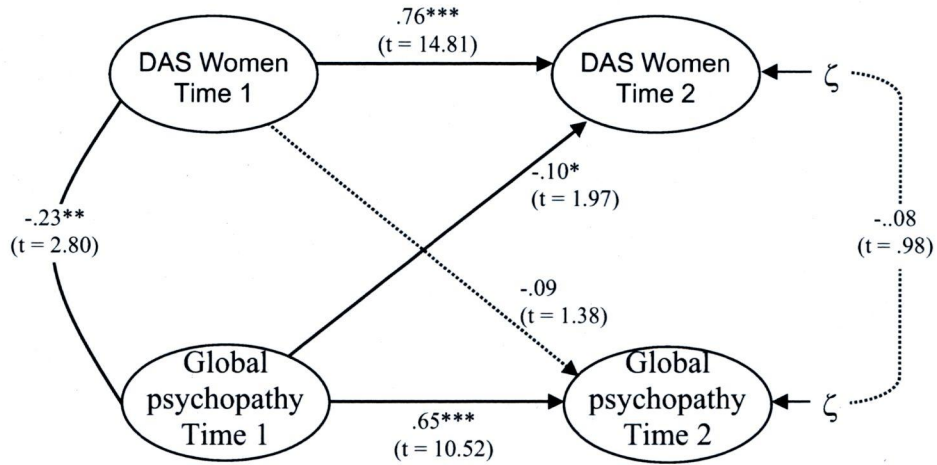 .76***
(t = 14.81)
DAS Women
Time 1
DAS Women
Time 2
ζ
-.10*
(t = 1.97)
-.23**
(t = 2.80)
-..08
(t = .98)
-.09
(t = 1.38)
Global
psychopathy
Time 1
Global
psychopathy
Time 2
ζ
.65***
(t = 10.52)